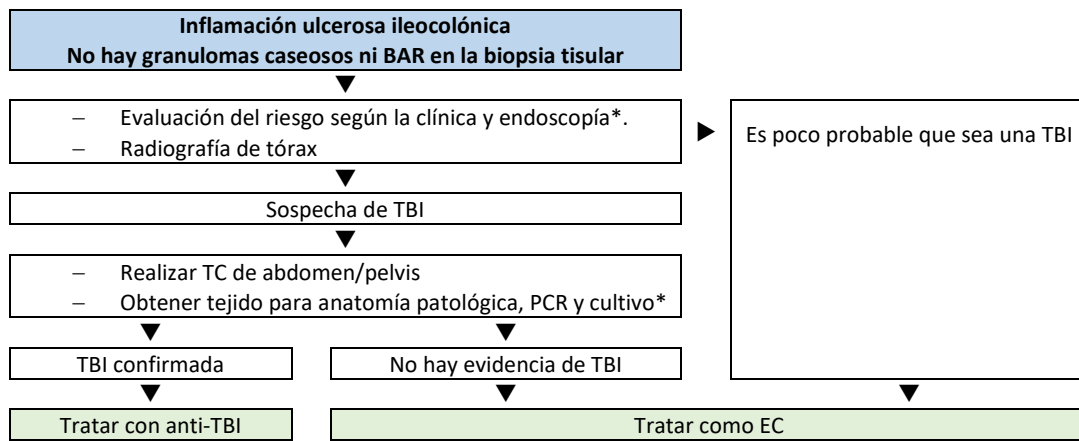 Inflamación ulcerosa ileocolónica
No hay granulomas caseosos ni BAR en la biopsia tisular
– Evaluación del riesgo según la clínica y endoscopía*.
– Radiografía de tórax
Es poco probable que sea una TBI
Sospecha de TBI
– Realizar TC de abdomen/pelvis
– Obtener tejido para anatomía patológica, PCR y cultivo*
TBI confirmada
No hay evidencia de TBI
Tratar con anti-TBI
Tratar como EC